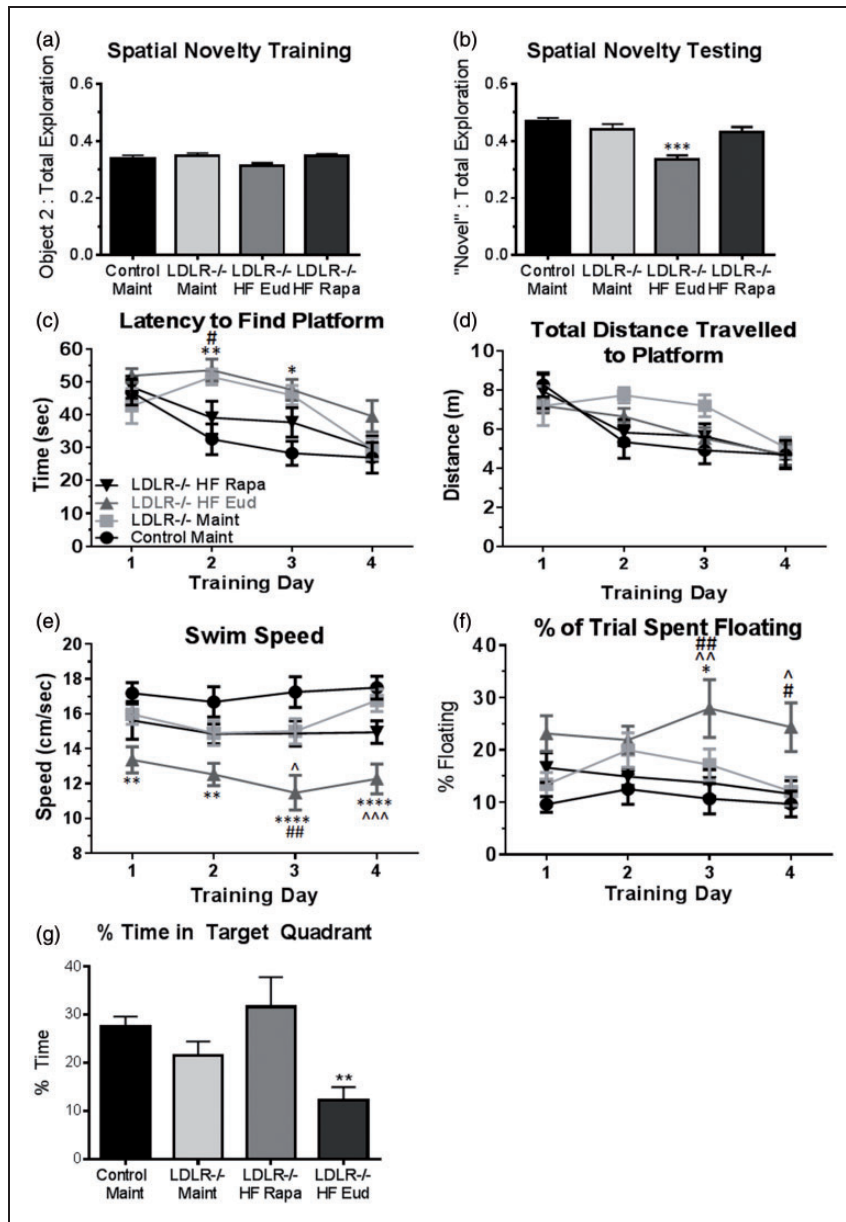 (a)
Spatial Novelty Training
Object 2 : Total Exploration
0.6
0.4
0.2
0.0
Control Maint
LDLR-/- Maint
LDLR-/- HF Eud
LDLR-/- HF Rapa
(b)
Spatial Novelty Testing
"Novel" : Total Exploration
0.6
0.4
0.2
0.0
***
Control Maint
LDLR-/- Maint
LDLR-/- HF Eud
LDLR-/- HF Rapa
(c)
Latency to Find Platform
Time (sec)
60
50
40
30
20
10
0
#
**
*
LDLR-/- HF Rapa
LDLR-/- HF Eud
LDLR-/- Maint
Control Maint
1 2 3 4
Training Day
(d)
Total Distance Travelled
to Platform
Distance (m)
10
8
6
4
2
0
1 2 3 4
Training Day
(e)
Swim Speed
Speed (cm/sec)
18
16
14
12
10
8
**
**
^
****
##
****
^^^
1 2 3 4
Training Day
(f)
% of Trial Spent Floating
% Floating
40
30
20
10
0
##
^^
*
^
#
1 2 3 4
Training Day
(g)
% Time in Target Quadrant
% Time
40
30
20
10
0
**
Control Maint
LDLR-/- Maint
LDLR-/- HF Rapa
LDLR-/- HF Eud